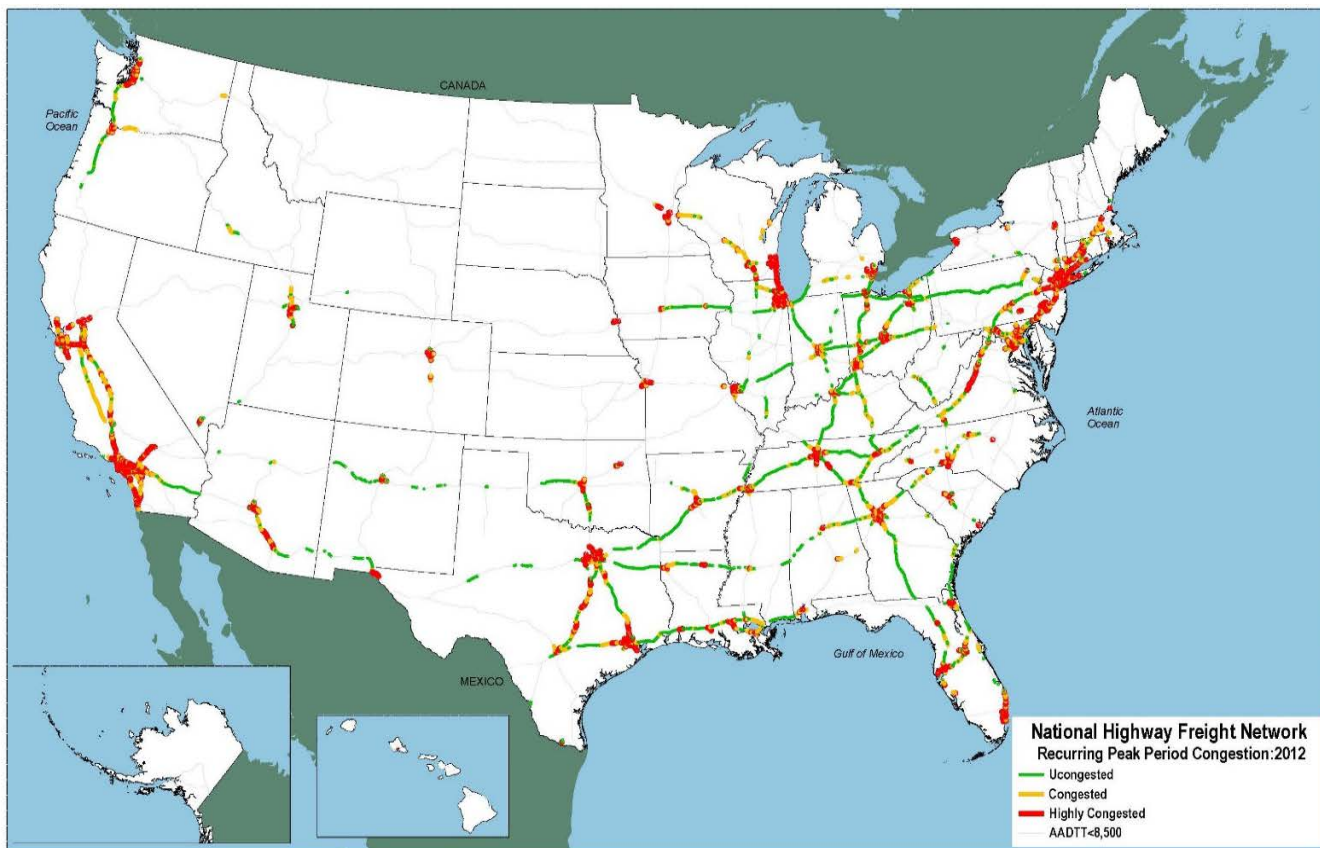 CANADA
Pacific
Ocean
Atlantic
Ocean
Gulf of Mexico
MEXICO
National Highway Freight Network
Recurring Peak Period Congestion:2012
Ucongested
Congested
Highly Congested
AADTT<8,500